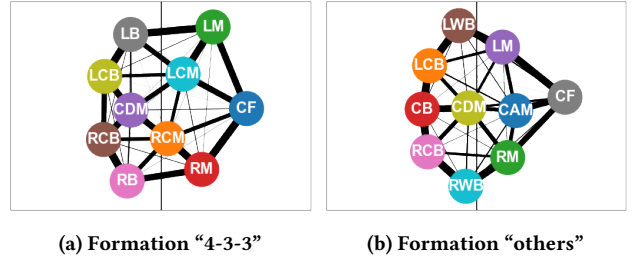 LB
LM
LCB
LCM
CDM
CF
RCB
RCM
RB
RM
LWB
LM
LCB
CF
CB
CDM
CAM
RCB
RM
RWB
(a) Formation “4-3-3”
(b) Formation “others”